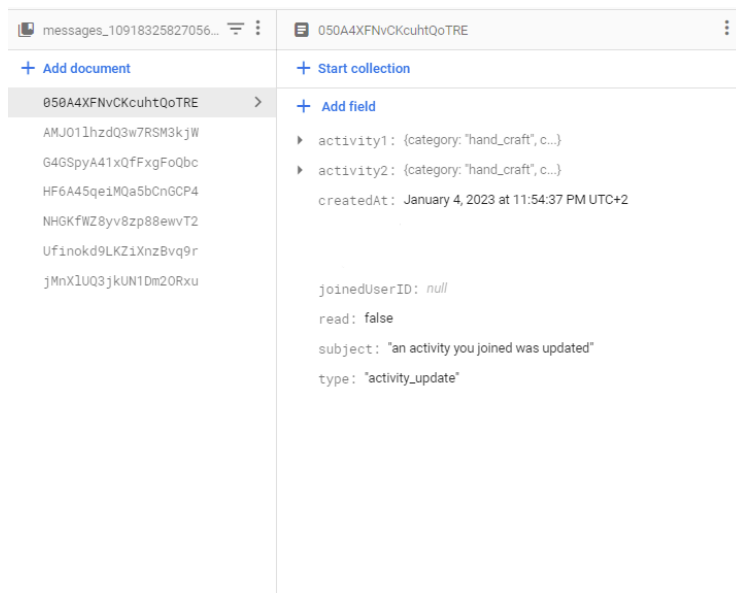 messages_10918325827056...
Add document
050A4XFNvCKcuhtQoTRE
AMJO1lhzdQ3w7RSM3kjW
G4GSpyA41xQfFxgFoQbc
HF6A45qeiMQa5bCnGCP4
NHGKfWZ8yv8zp88ewvT2
Ufinokd9LKZiXnzBvq9r
jMnXlUQ3jkUN1Dm2ORxu
050A4XFNvCKcuhtQoTRE
Start collection
Add field
activity1: {category: "hand_craft", c...}
activity2: {category: "hand_craft", c...}
createdAt: January 4, 2023 at 11:54:37 PM UTC+2
joinedUserID: null
read: false
subject: "an activity you joined was updated"
type: "activity_update"